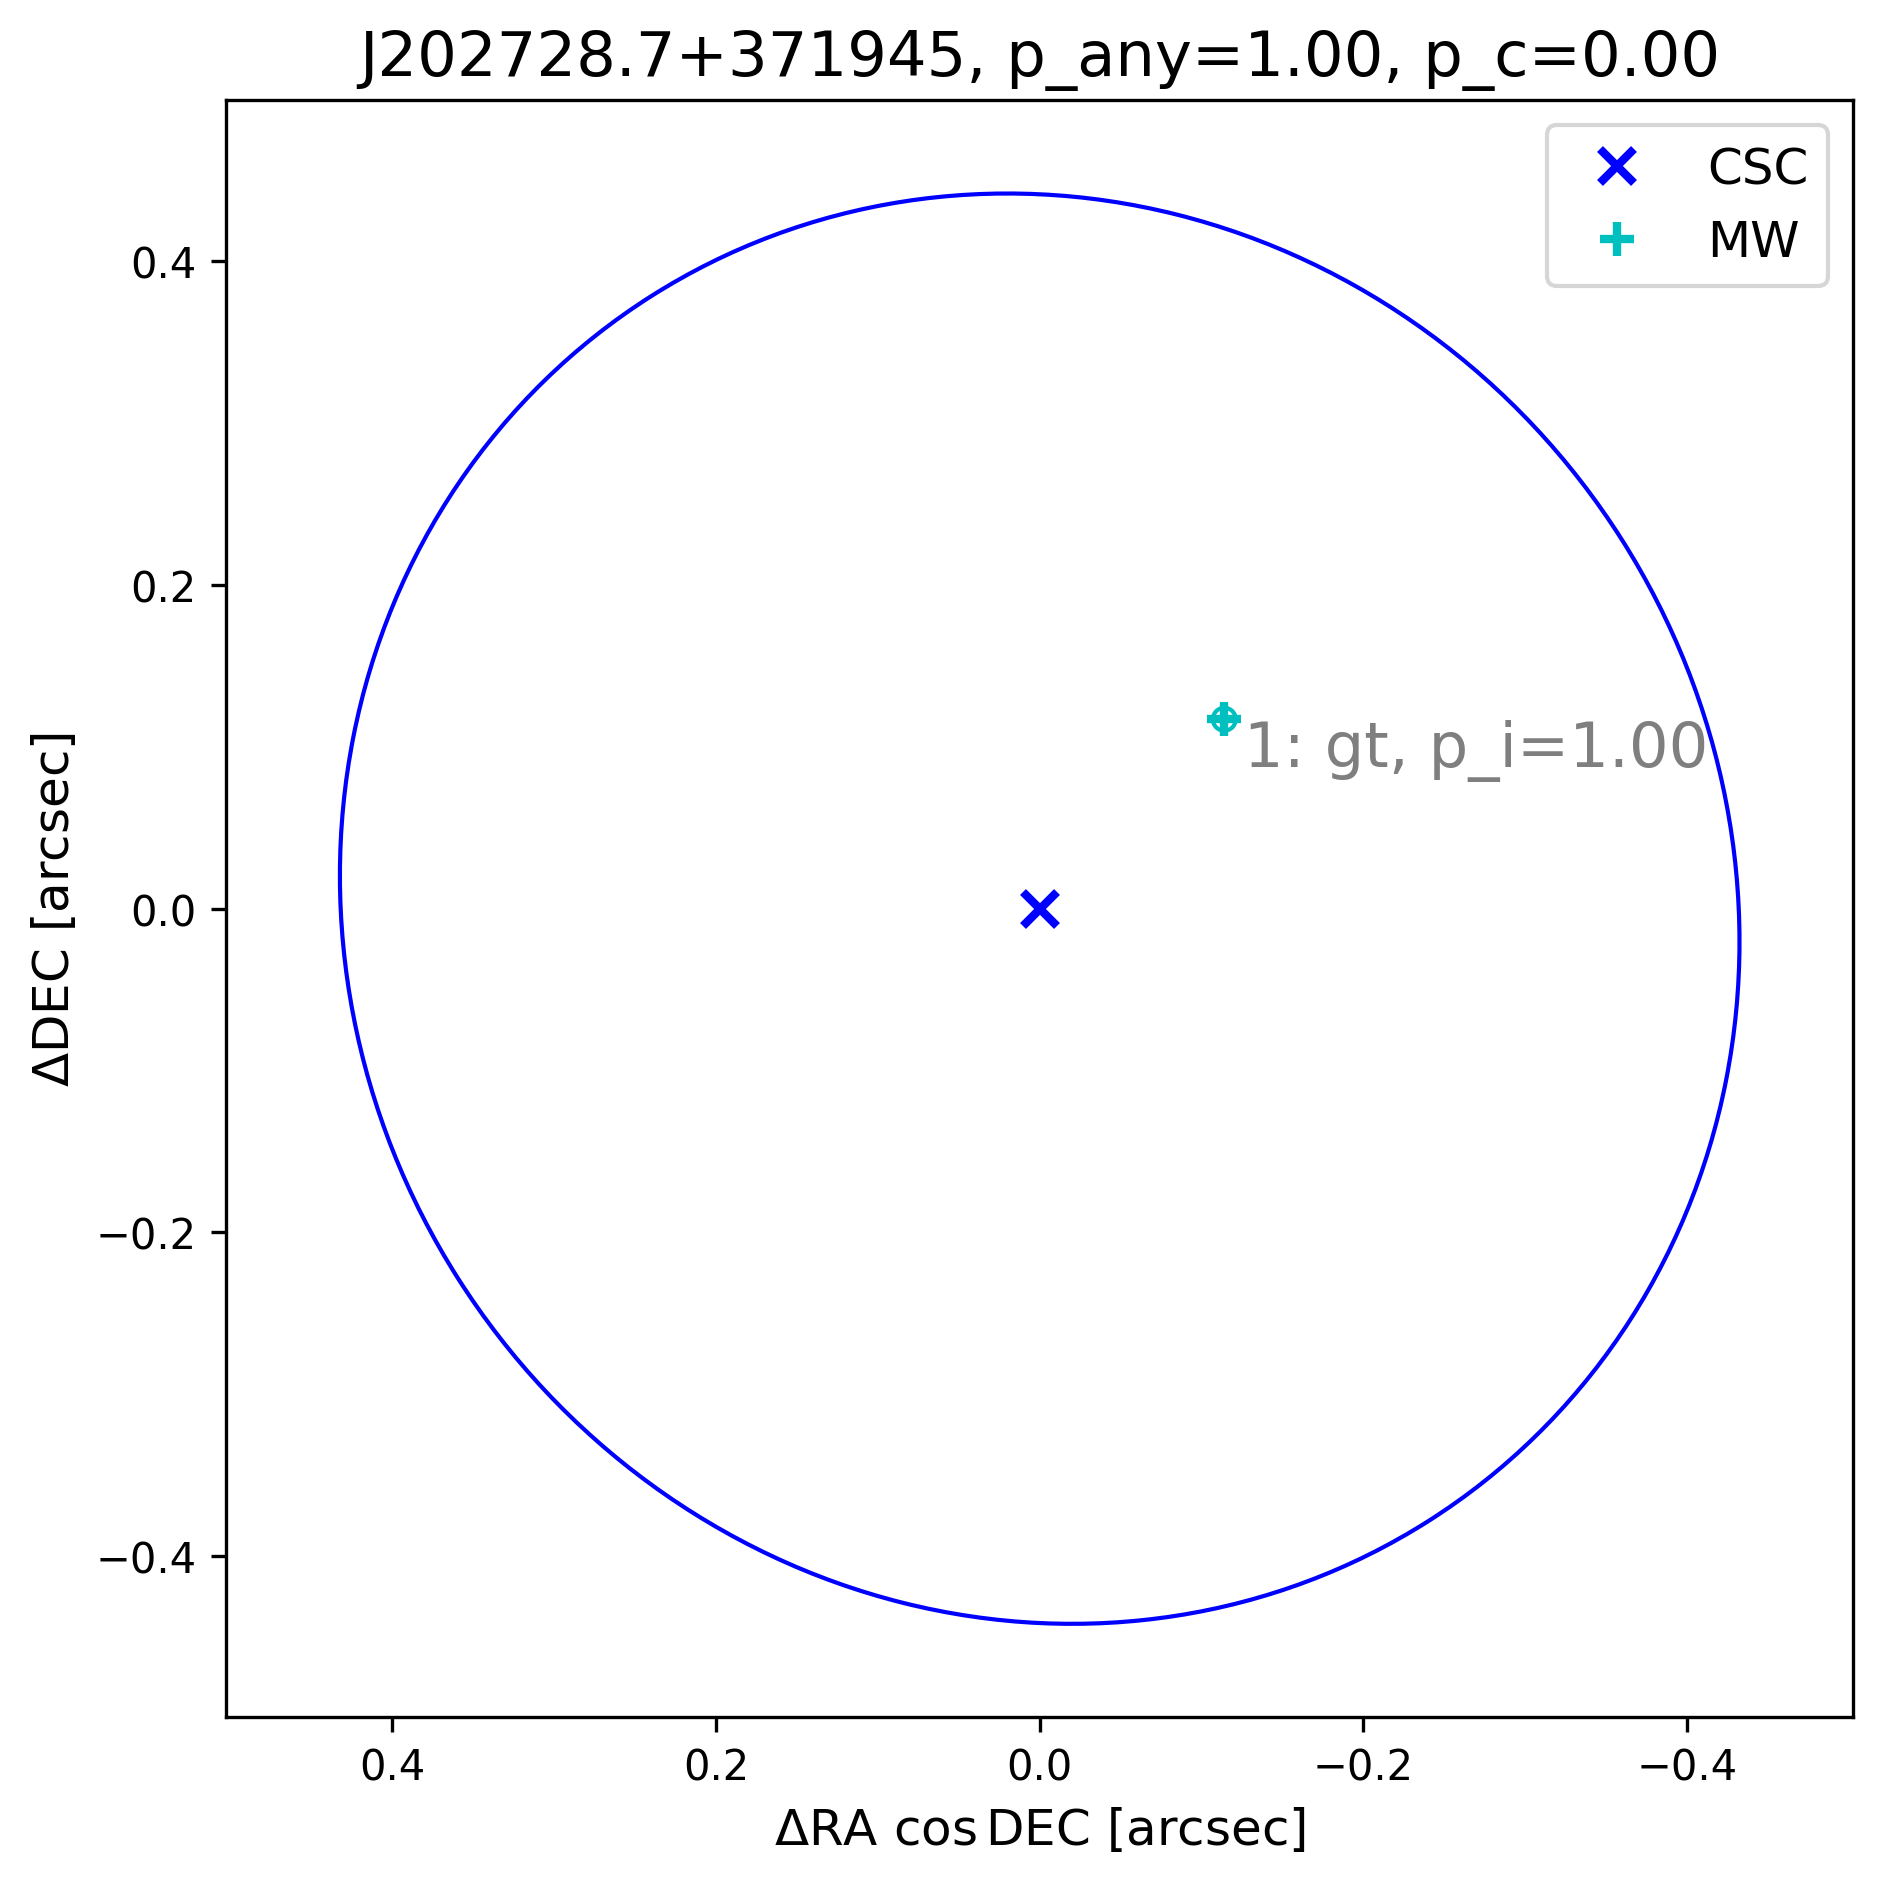 J202728.7+371945, p_any=1.00, p_c=0.00
CSC
MW
0.4
0.2
0.0
−0.2
−0.4
ΔDEC [arcsec]
1: gt, p_i=1.00
0.4
0.2
0.0
−0.2
−0.4
ΔRA cos DEC [arcsec]